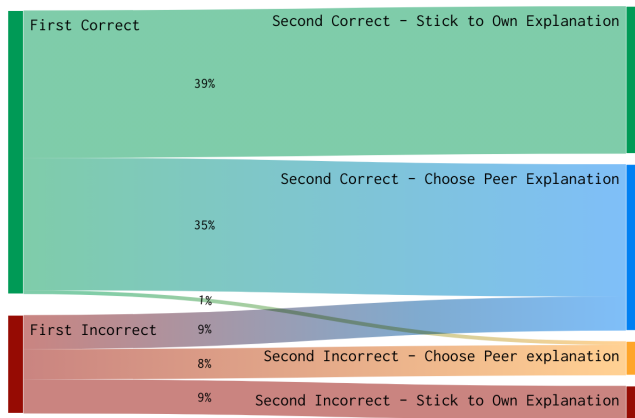 First Correct
Second Correct – Stick to Own Explanation
39%
Second Correct – Choose Peer Explanation
35%
1%
First Incorrect
9%
Second Incorrect – Choose Peer explanation
8%
9%
Second Incorrect – Stick to Own Explanation